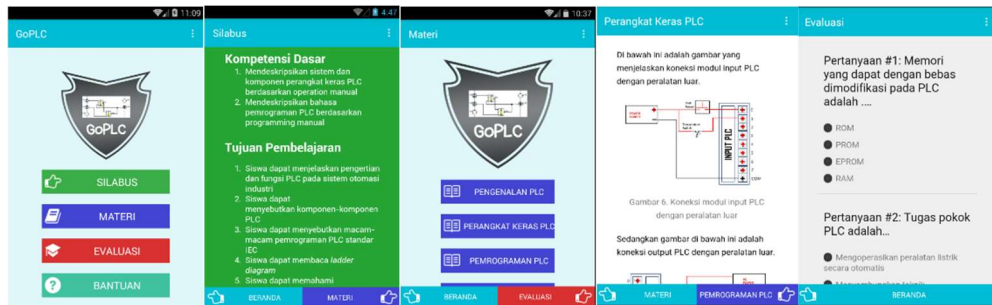 11:09
GoPLC
GoPLC
SILABUS
MATERI
EVALUASI
BANTUAN
4:47
Silabus
Kompetensi Dasar
1. Mendeskripsikan sistem dan
komponen perangkat keras PLC
berdasarkan operation manual
2. Mendeskripsikan bahasa
pemrograman PLC berdasarkan
programming manual
Tujuan Pembelajaran
1. Siswa dapat menjelaskan pengertian
dan fungsi PLC pada sistem otomasi
industri
2. Siswa dapat
menyebutkan komponen-komponen
PLC
3. Siswa dapat menyebutkan macam-
macam pemrograman PLC standar
IEC
4. Siswa dapat membaca ladder
diagram
5. Siswa dapat memahami
BERANDA
MATERI
10:37
Materi
GoPLC
PENGENALAN PLC
PERANGKAT KERAS PLC
PEMROGRAMAN PLC
BERANDA
EVALUASI
Perangkat Keras PLC
Di bawah ini adalah gambar yang
menjelaskan koneksi modul input PLC
dengan peralatan luar.
INPUT PLC
COM
Gambar 6. Koneksi modul input PLC
dengan peralatan luar
Sedangkan gambar di bawah ini adalah
koneksi output PLC dengan peralatan luar.
MATERI
PEMROGRAMAN PLC
Evaluasi
Pertanyaan #1: Memori
yang dapat dengan bebas
dimodifikasi pada PLC
adalah ....
ROM
PROM
EPROM
RAM
Pertanyaan #2: Tugas pokok
PLC adalah...
Mengoperasikan peralatan listrik
secara otomatis
BERANDA